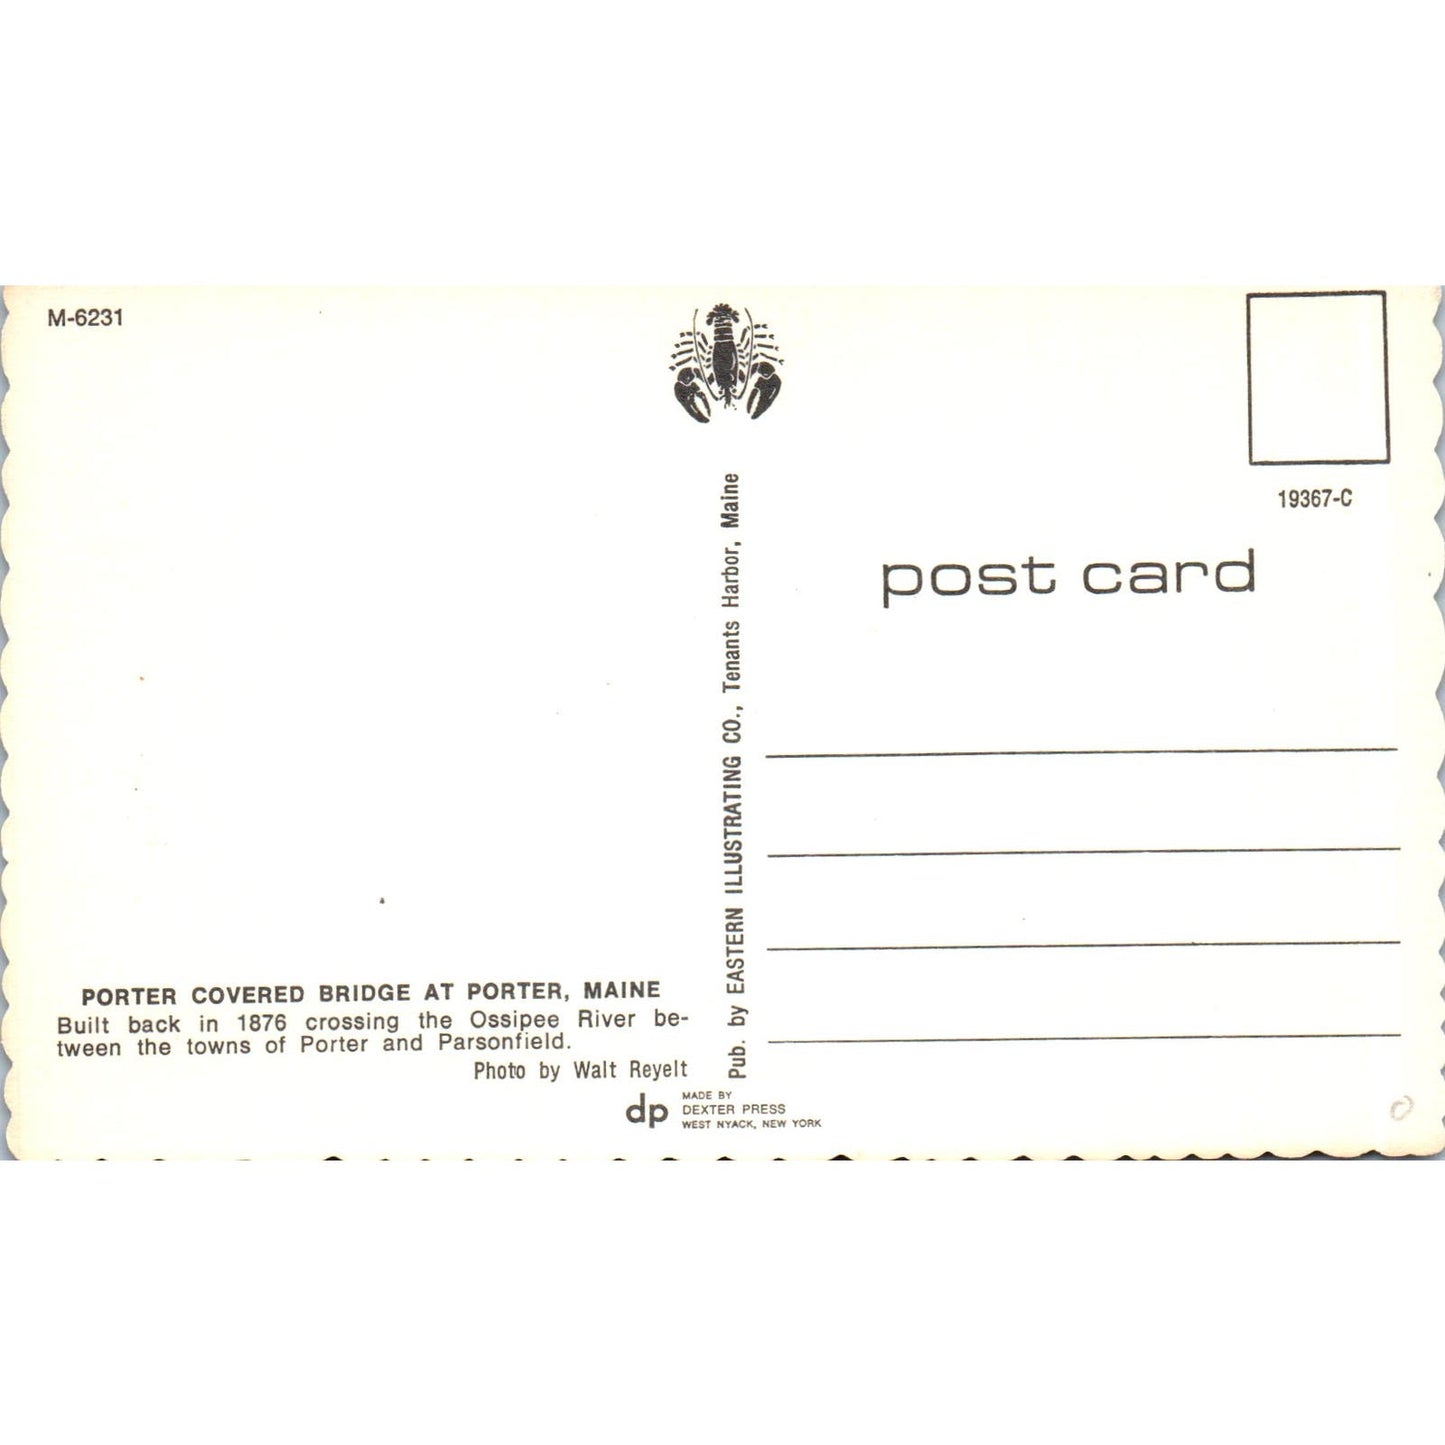 M-6231
19367-C
post card
Pub. by EASTERN ILLUSTRATING CO., Tenants Harbor, Maine
PORTER COVERED BRIDGE AT PORTER, MAINE
Built back in 1876 crossing the Ossipee River be-
tween the towns of Porter and Parsonfield.
Photo by Walt Reyelt
dp
MADE BY
DEXTER PRESS
WEST NYACK, NEW YORK
0